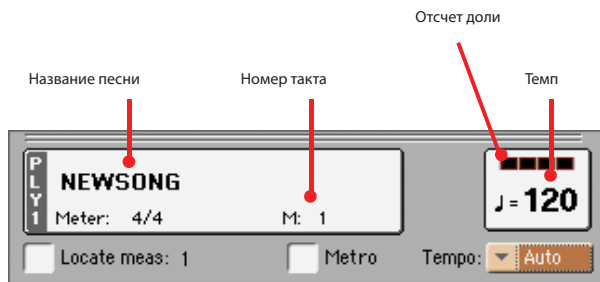 Отсчет доли
Название песни
Номер такта
Темп
PLY1
NEWSONG
Meter: 4/4 M: 1
♩ = 120
Locate meas: 1 Metro Tempo: Auto